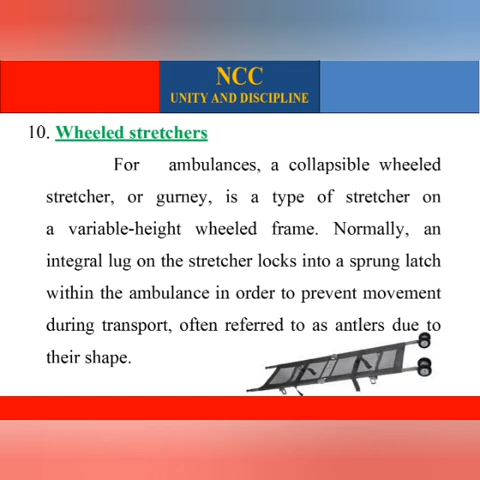 NCC
UNITY AND DISCIPLINE
10. Wheeled stretchers
For ambulances, a collapsible wheeled
stretcher, or gurney, is a type of stretcher on
a variable-height wheeled frame. Normally, an
integral lug on the stretcher locks into a sprung latch
within the ambulance in order to prevent movement
during transport, often referred to as antlers due to
their shape.